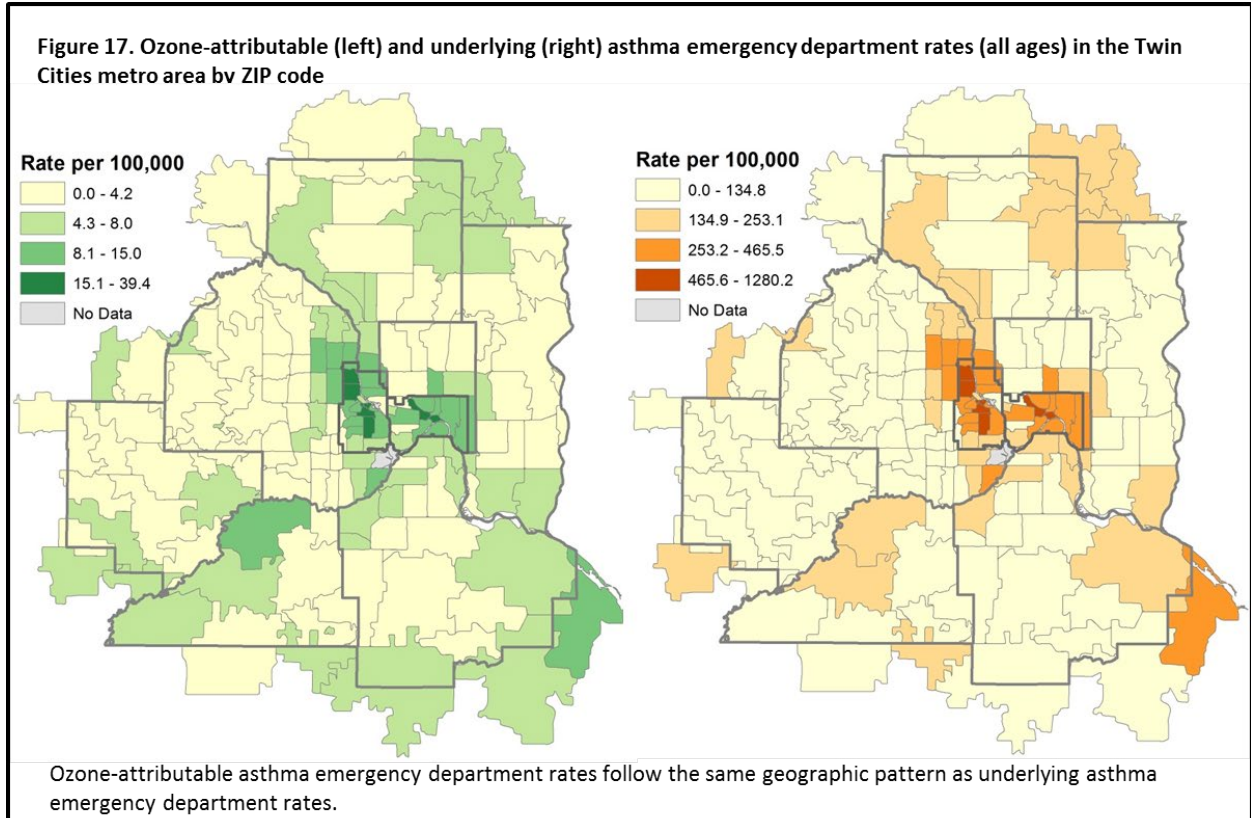 Figure 17. Ozone-attributable (left) and underlying (right) asthma emergency department rates (all ages) in the Twin
Cities metro area by ZIP code
Rate per 100,000
0.0 - 4.2
4.3 - 8.0
8.1 - 15.0
15.1 - 39.4
No Data
Rate per 100,000
0.0 - 134.8
134.9 - 253.1
253.2 - 465.5
465.6 - 1280.2
No Data
Ozone-attributable asthma emergency department rates follow the same geographic pattern as underlying asthma
emergency department rates.